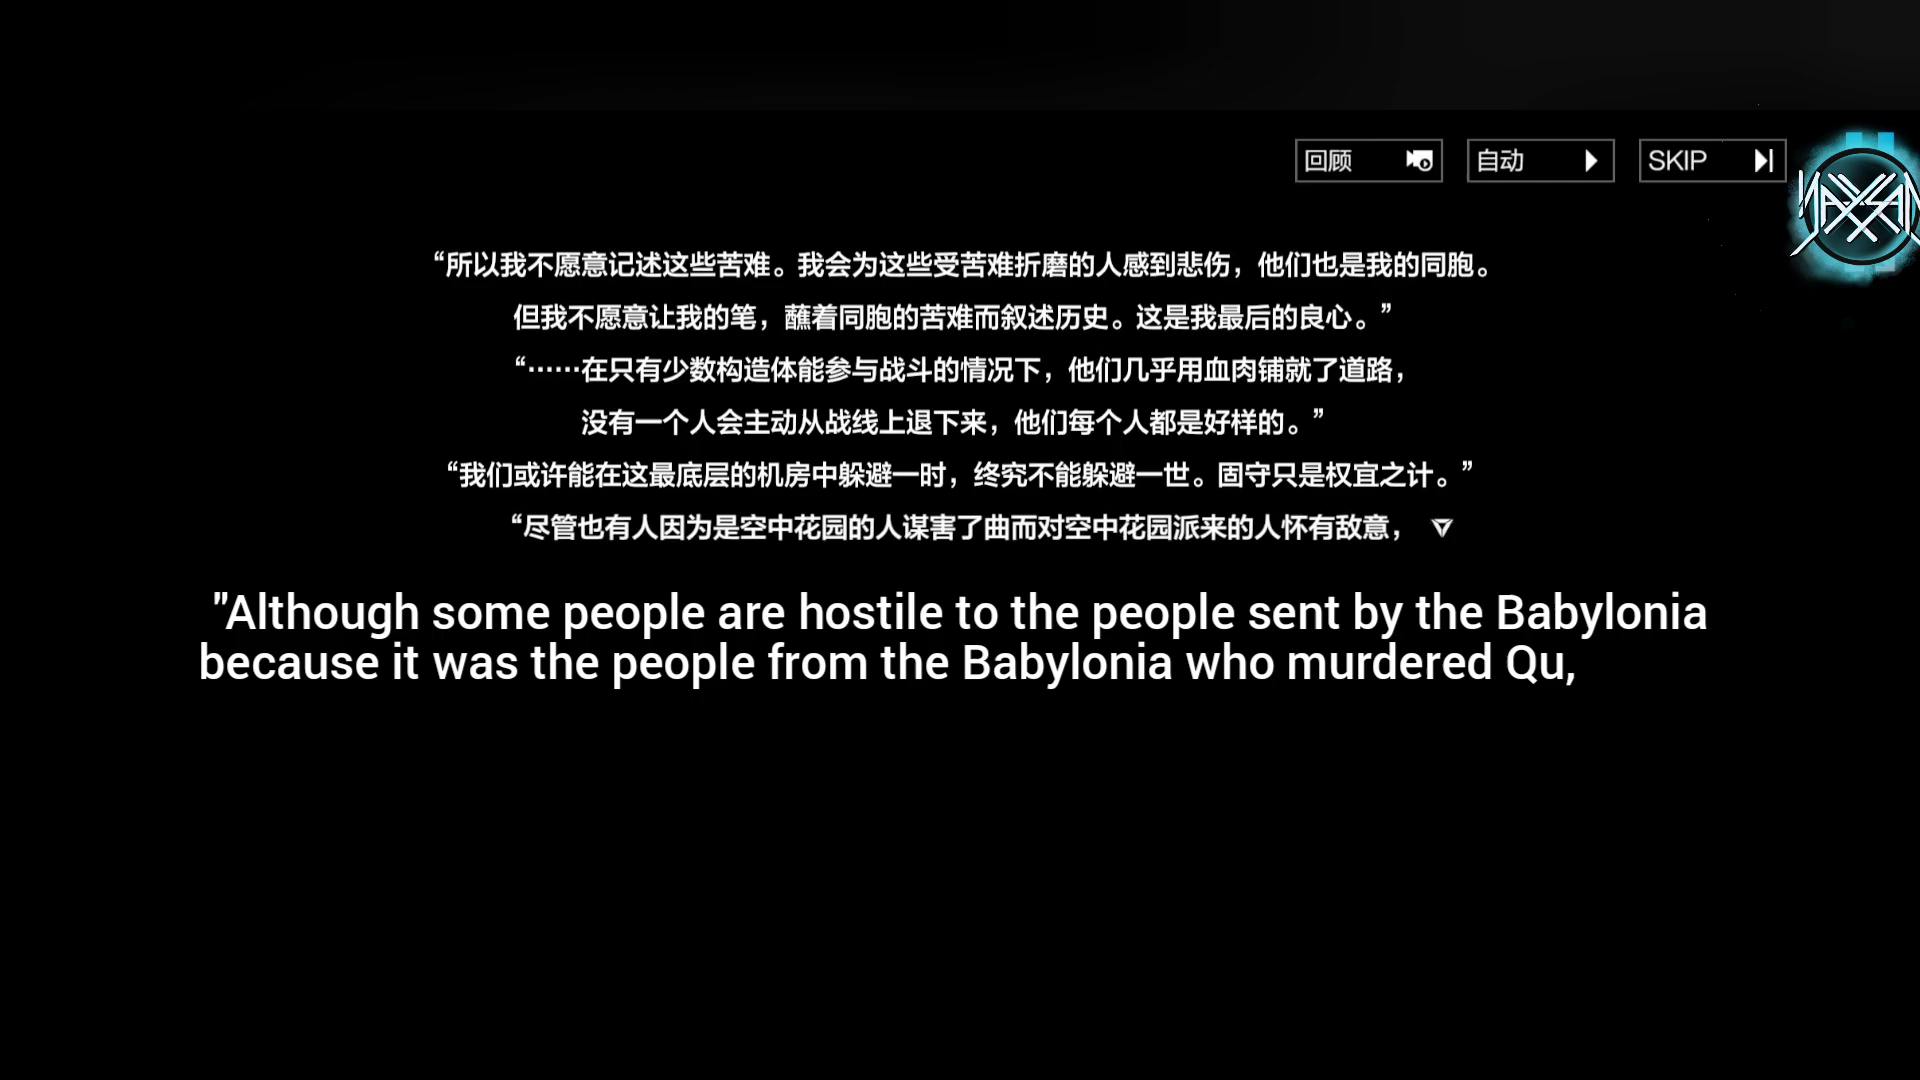 回顾
自动
SKIP
“所以我不愿意记述这些苦难。我会为这些受苦难折磨的人感到悲伤，他们也是我的同胞。
但我不愿意让我的笔，蘸着同胞的苦难而叙述历史。这是我最后的良心。”
“……在只有少数构造体能参与战斗的情况下，他们几乎用血肉铺就了道路，
没有一个人会主动从战线上退下来，他们每个人都是好样的。”
“我们或许能在这最底层的机房中躲避一时，终究不能躲避一世。固守只是权宜之计。”
“尽管也有人因为是空中花园的人谋害了曲而对空中花园派来的人怀有敌意，
"Although some people are hostile to the people sent by the Babylonia
because it was the people from the Babylonia who murdered Qu,